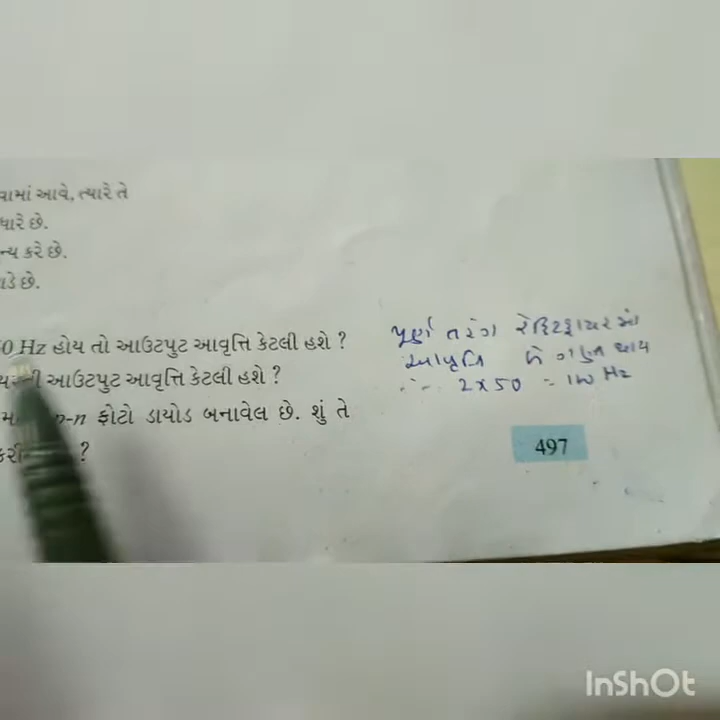 વામાં આવે, ત્યારે તે
ધારે છે.
ન્ય કરે છે.
ાડે છે.
50 Hz હોય તો આઉટપુટ આવૃત્તિ કેટલી હશે ?
આઉટપુટ આવૃત્તિ કેટલી હશે ?
p-n ફોટો ડાયોડ બનાવેલ છે. શું તે
?
પૂર્ણ તરંગ રેક્ટિફાયરમાં
આવૃત્તિ બે ગણી થાય
∴ 2 x 50 = 100 Hz
497
InShOt